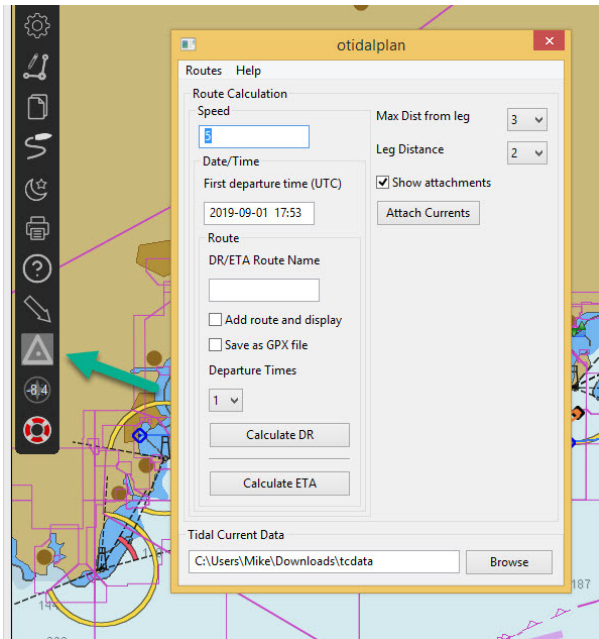 otidalplan
Routes Help
Route Calculation
Speed
5
Max Dist from leg 3
Leg Distance 2
Date/Time
First departure time (UTC)
2019-09-01 17:53
Show attachments
Attach Currents
Route
DR/ETA Route Name
Add route and display
Save as GPX file
Departure Times
1
Calculate DR
Calculate ETA
Tidal Current Data
C:\Users\Mike\Downloads\tcdata
Browse
-8.4
187